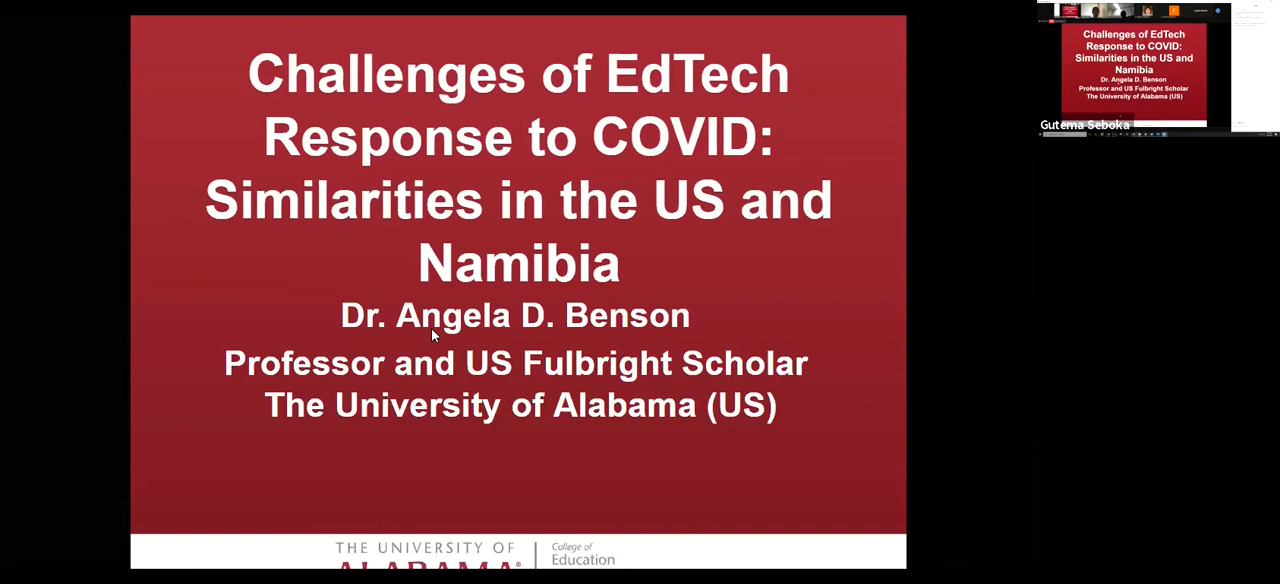 Challenges of EdTech
Response to COVID:
Similarities in the US and
Namibia
Dr. Angela D. Benson
Professor and US Fulbright Scholar
The University of Alabama (US)
THE UNIVERSITY OF
ALABAMA®
College of
Education
Challenges of EdTech
Response to COVID:
Similarities in the US and
Namibia
Dr. Angela D. Benson
Professor and US Fulbright Scholar
The University of Alabama (US)
Gutema Seboka